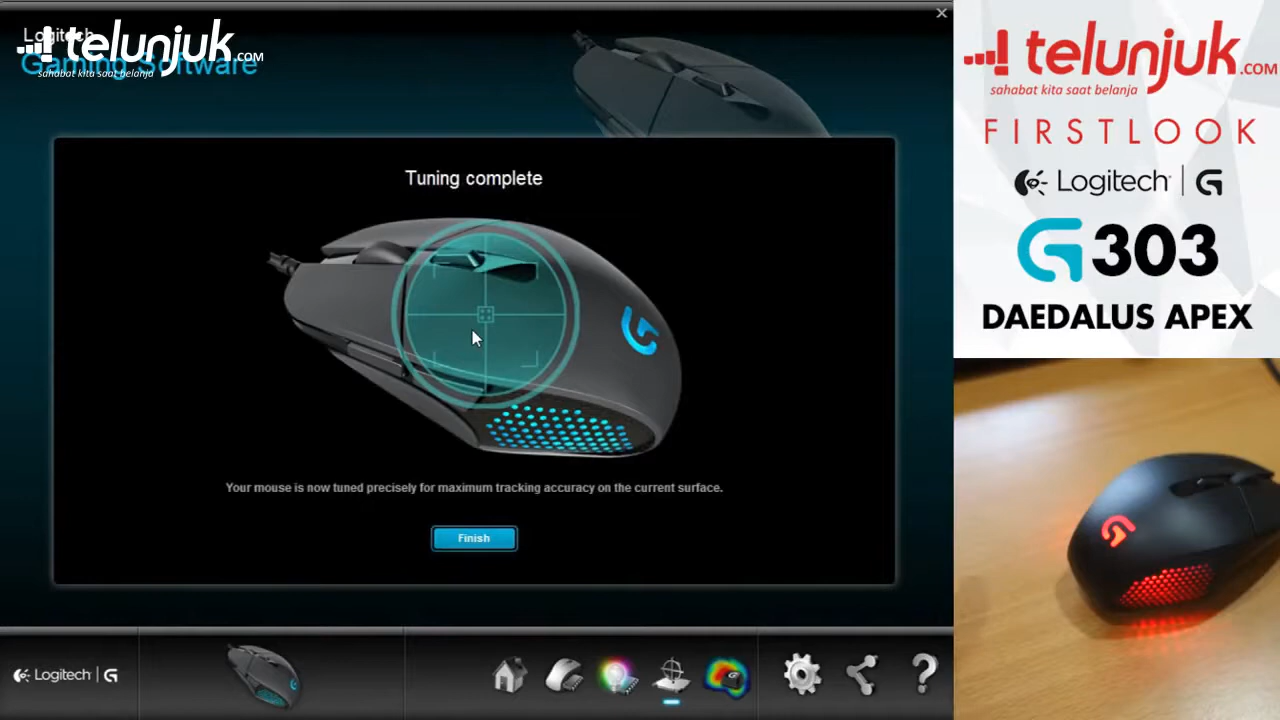 Logitech
Gaming Software
telunjuk.COM
sahabat kita saat belanja
Tuning complete
Your mouse is now tuned precisely for maximum tracking accuracy on the current surface.
Finish
Logitech | G
telunjuk.COM
sahabat kita saat belanja
FIRSTLOOK
Logitech | G
G303
DAEDALUS APEX